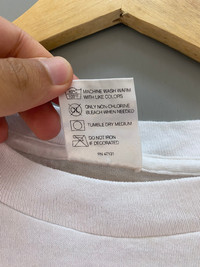 MACHINE WASH WARM
WITH LIKE COLORS
ONLY NON-CHLORINE
BLEACH WHEN NEEDED
TUMBLE DRY MEDIUM
DO NOT IRON
IF DECORATED